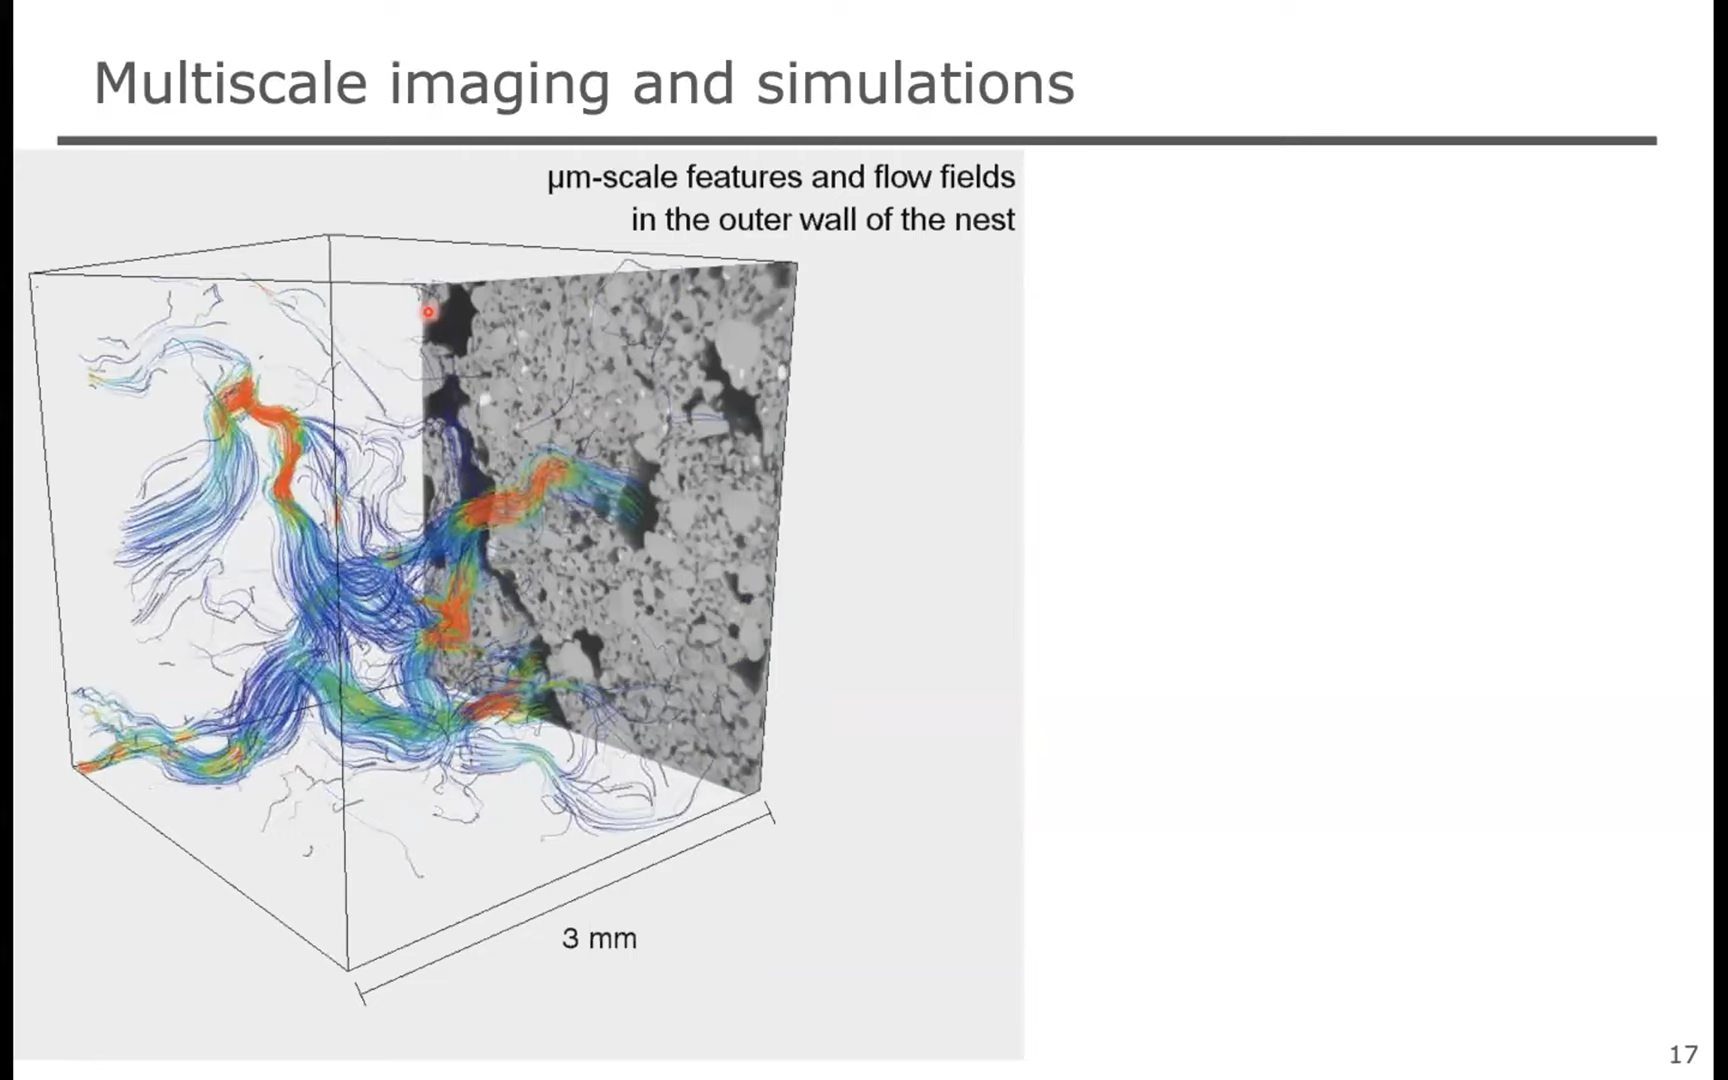 Multiscale imaging and simulations
µm-scale features and flow fields
in the outer wall of the nest
3 mm
17